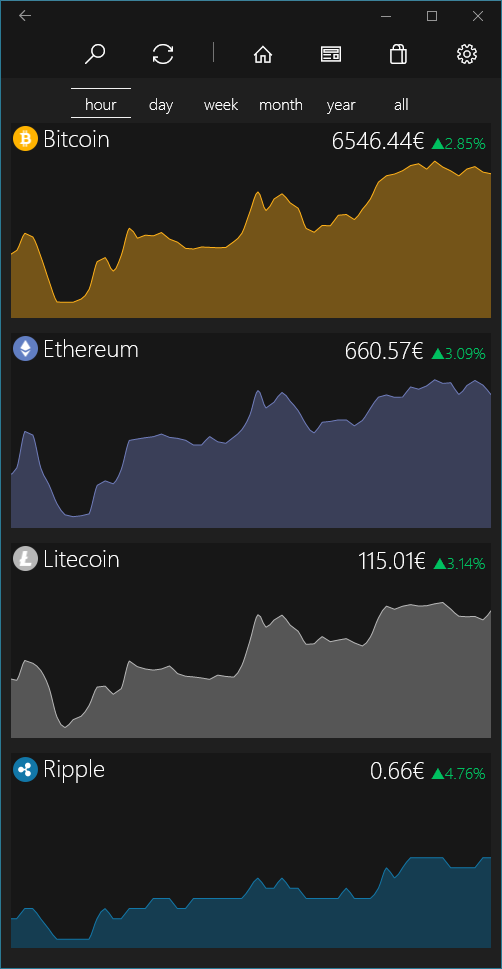 hour day week month year all
Bitcoin 6546.44€ ▲2.85%
Ethereum 660.57€ ▲3.09%
Litecoin 115.01€ ▲3.14%
Ripple 0.66€ ▲4.76%